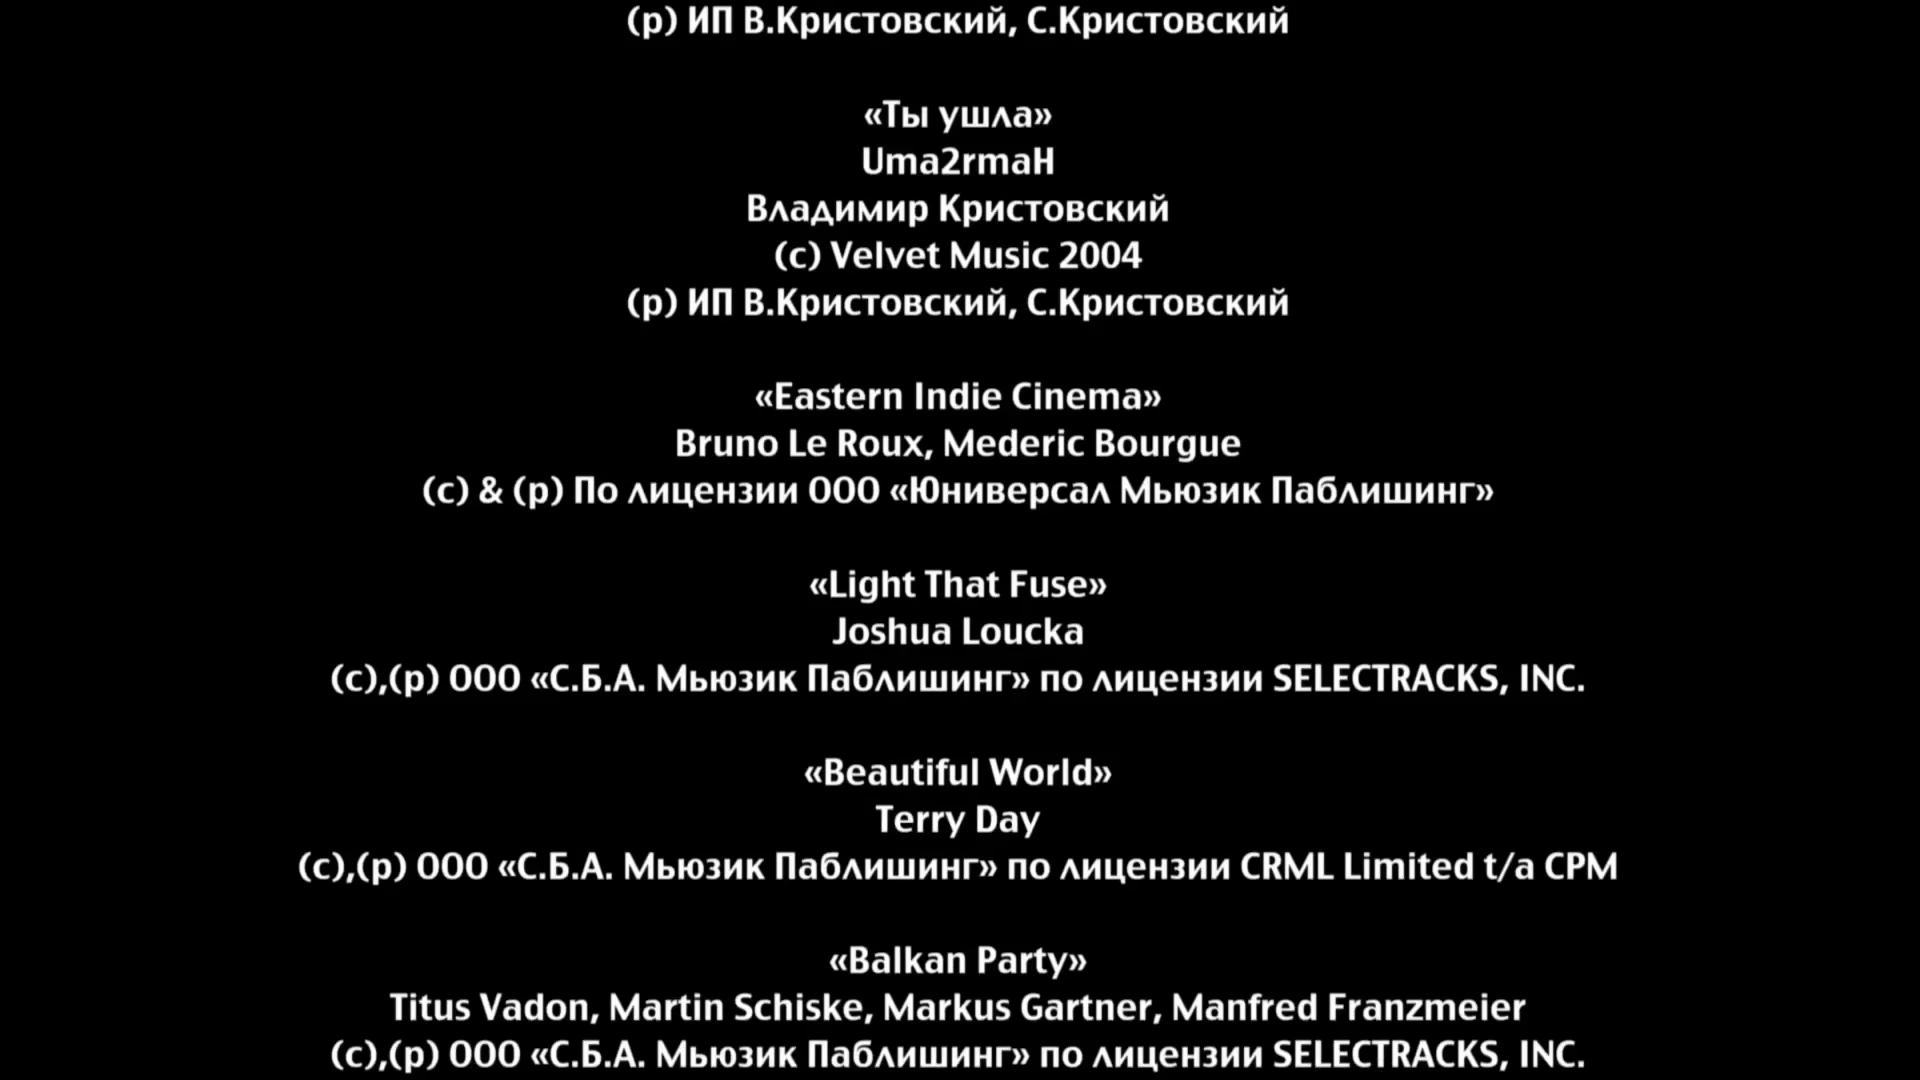 (р) ИП В.Кристовский, С.Кристовский
«Ты ушла»
Uma2rmaH
Владимир Кристовский
(c) Velvet Music 2004
(р) ИП В.Кристовский, С.Кристовский
«Eastern Indie Cinema»
Bruno Le Roux, Mederic Bourgue
(c) & (p) По лицензии ООО «Юниверсал Мьюзик Паблишинг»
«Light That Fuse»
Joshua Loucka
(c),(p) ООО «С.Б.А. Мьюзик Паблишинг» по лицензии SELECTRACKS, INC.
«Beautiful World»
Terry Day
(c),(p) ООО «С.Б.А. Мьюзик Паблишинг» по лицензии CRML Limited t/a CPM
«Balkan Party»
Titus Vadon, Martin Schiske, Markus Gartner, Manfred Franzmeier
(c),(p) ООО «С.Б.А. Мьюзик Паблишинг» по лицензии SELECTRACKS, INC.